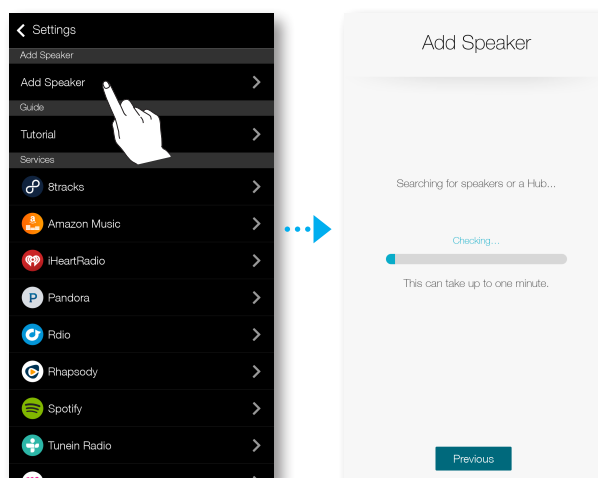 Settings
Add Speaker
Add Speaker
Guide
Tutorial
Services
8tracks
a Music
Amazon Music
iHeartRadio
P
Pandora
Rdio
Rhapsody
Spotify
Tunein Radio
Add Speaker
Searching for speakers or a Hub...
Checking...
This can take up to one minute.
Previous